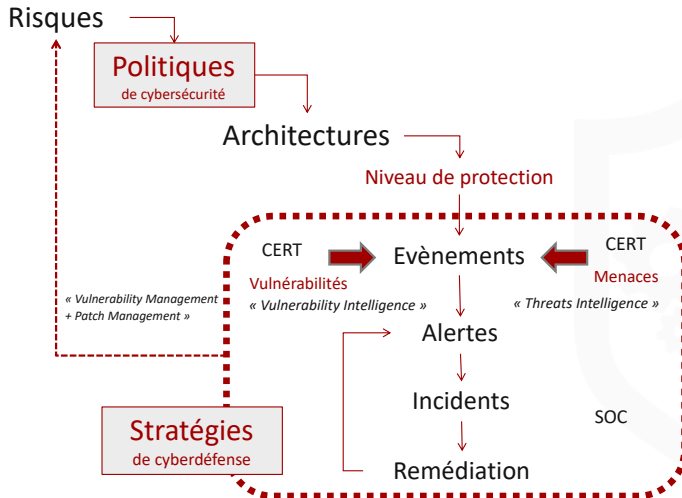 Risques
Politiques
de cybersécurité
Architectures
Niveau de protection
CERT
Evènements
CERT
Vulnérabilités
Menaces
« Vulnerability Management
+ Patch Management »
« Vulnerability Intelligence »
« Threats Intelligence »
Alertes
Incidents
SOC
Stratégies
de cyberdéfense
Remédiation